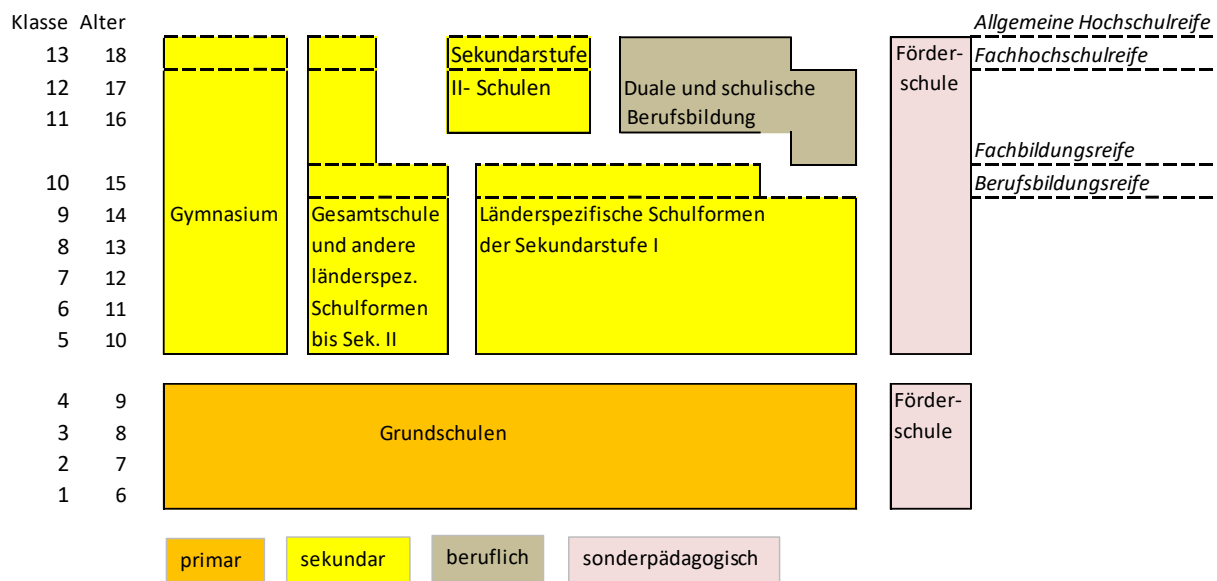 Klasse Alter
Allgemeine Hochschulreife
13 18
Sekundarstufe
Förder-
Fachhochschulreife
12 17
II- Schulen
Duale und schulische
schule
11 16
Berufsbildung
Fachbildungsreife
10 15
Berufsbildungsreife
9 14
Gymnasium
Gesamtschule
Länderspezifische Schulformen
8 13
und andere
der Sekundarstufe I
7 12
länderspez.
6 11
Schulformen
5 10
bis Sek. II
4 9
Förder-
3 8
Grundschulen
schule
2 7
1 6
primar
sekundar
beruflich
sonderpädagogisch